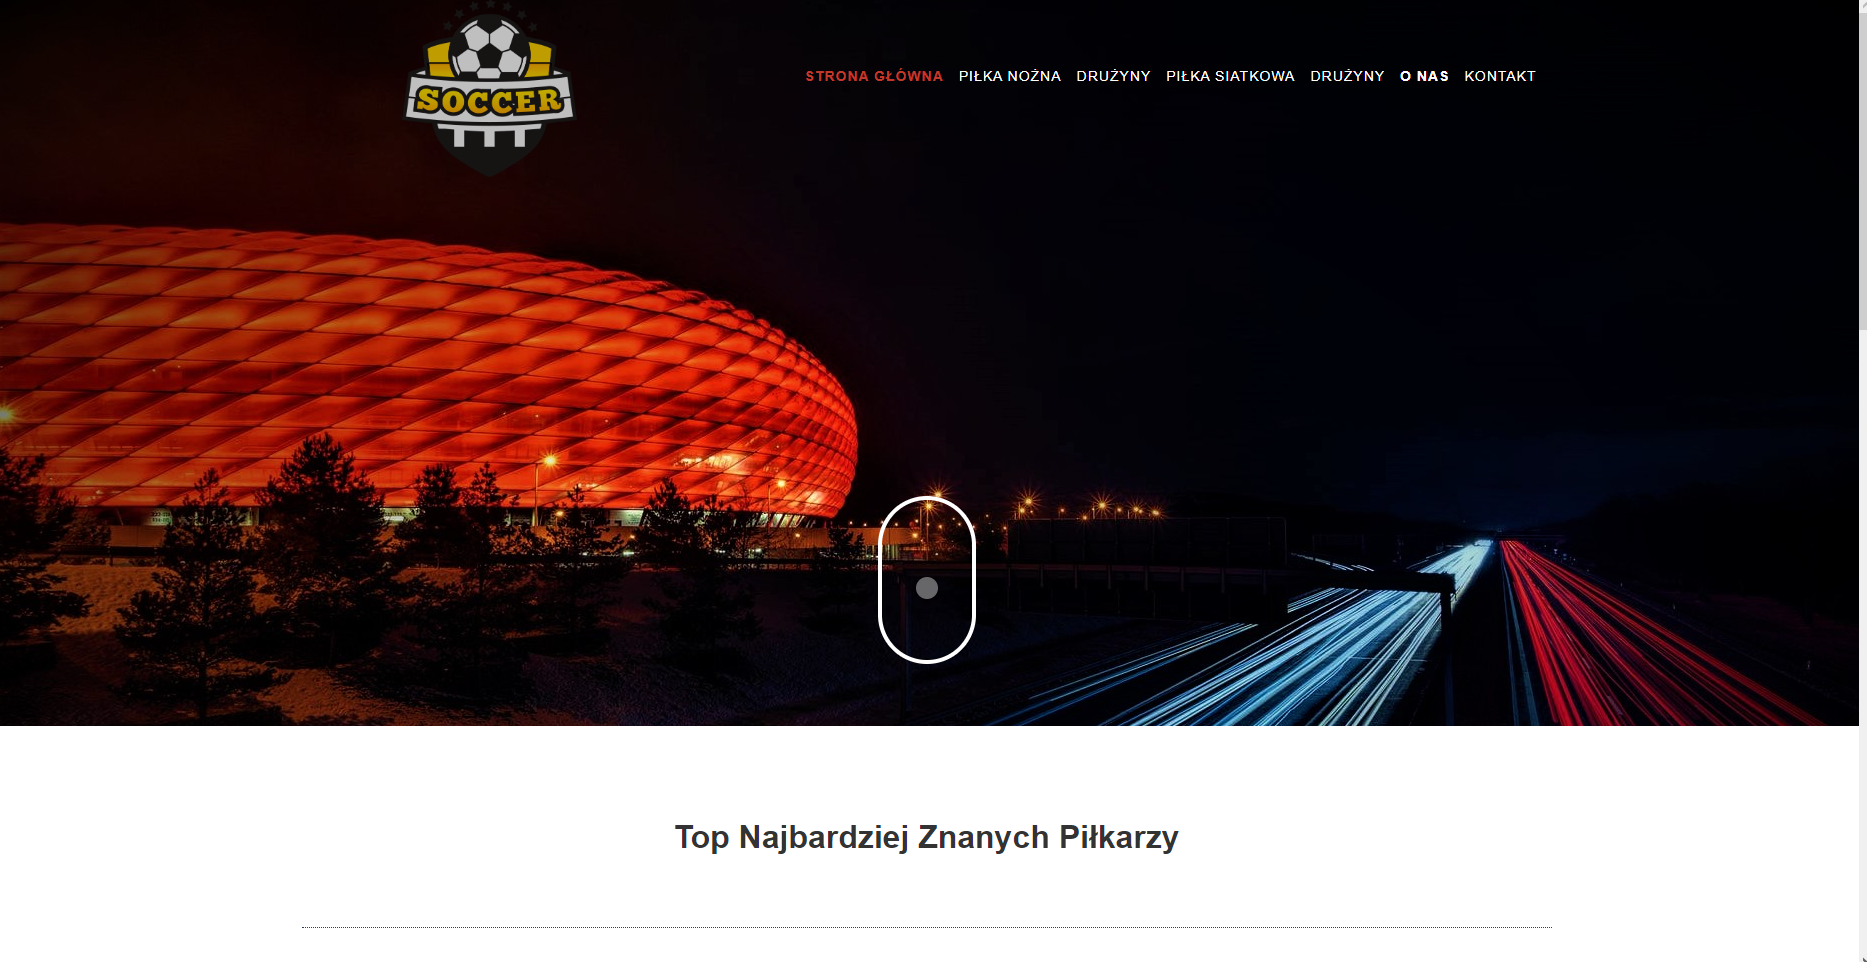 SOCCER
STRONA GŁÓWNA PIŁKA NOŻNA DRUŻYNY PIŁKA SIATKOWA DRUŻYNY O NAS KONTAKT
Top Najbardziej Znanych Piłkarzy